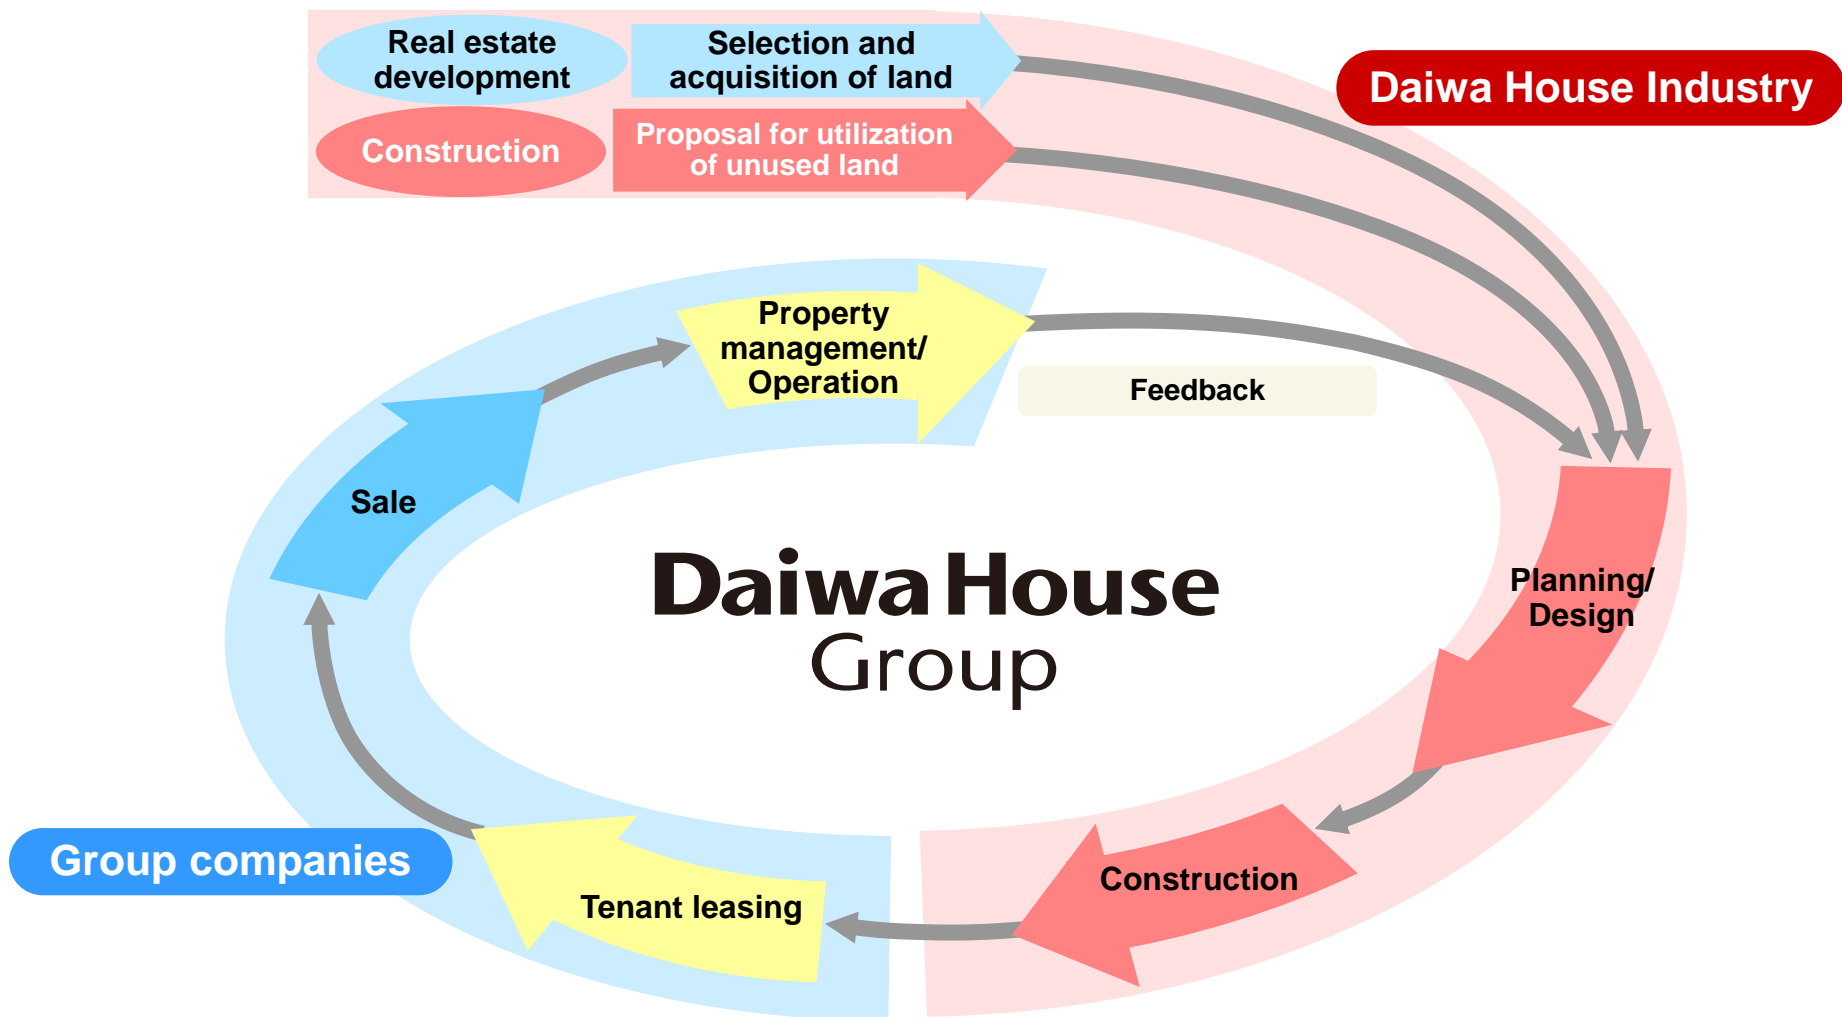 Real estate
development
Selection and
acquisition of land
Daiwa House Industry
Construction
Proposal for utilization
of unused land
Property
management/
Operation
Feedback
Sale
Daiwa House
Group
Planning/
Design
Group companies
Tenant leasing
Construction